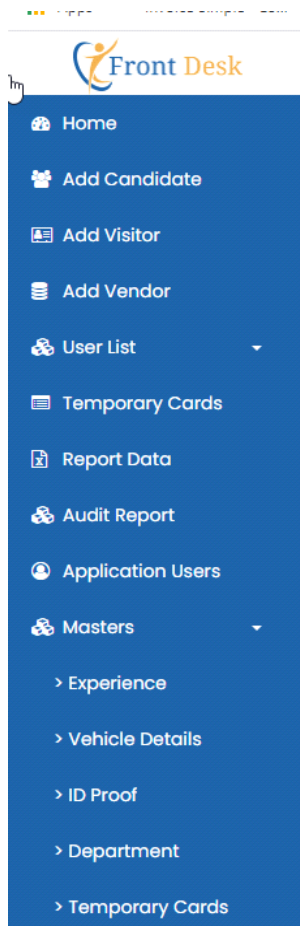 Front Desk
Home
Add Candidate
Add Visitor
Add Vendor
User List
Temporary Cards
Report Data
Audit Report
Application Users
Masters
> Experience
> Vehicle Details
> ID Proof
> Department
> Temporary Cards